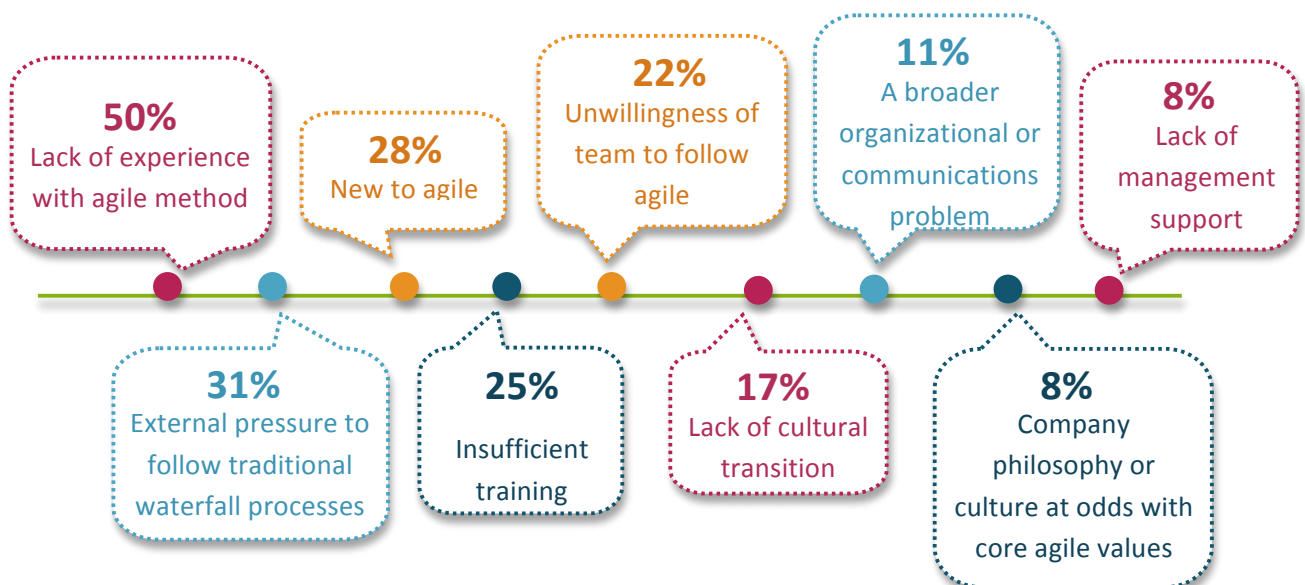 50%
Lack of experience
with agile method
31%
External pressure to
follow traditional
waterfall processes
28%
New to agile
25%
Insufficient
training
22%
Unwillingness of
team to follow
agile
17%
Lack of cultural
transition
11%
A broader
organizational or
communications
problem
8%
Company
philosophy or
culture at odds with
core agile values
8%
Lack of
management
support